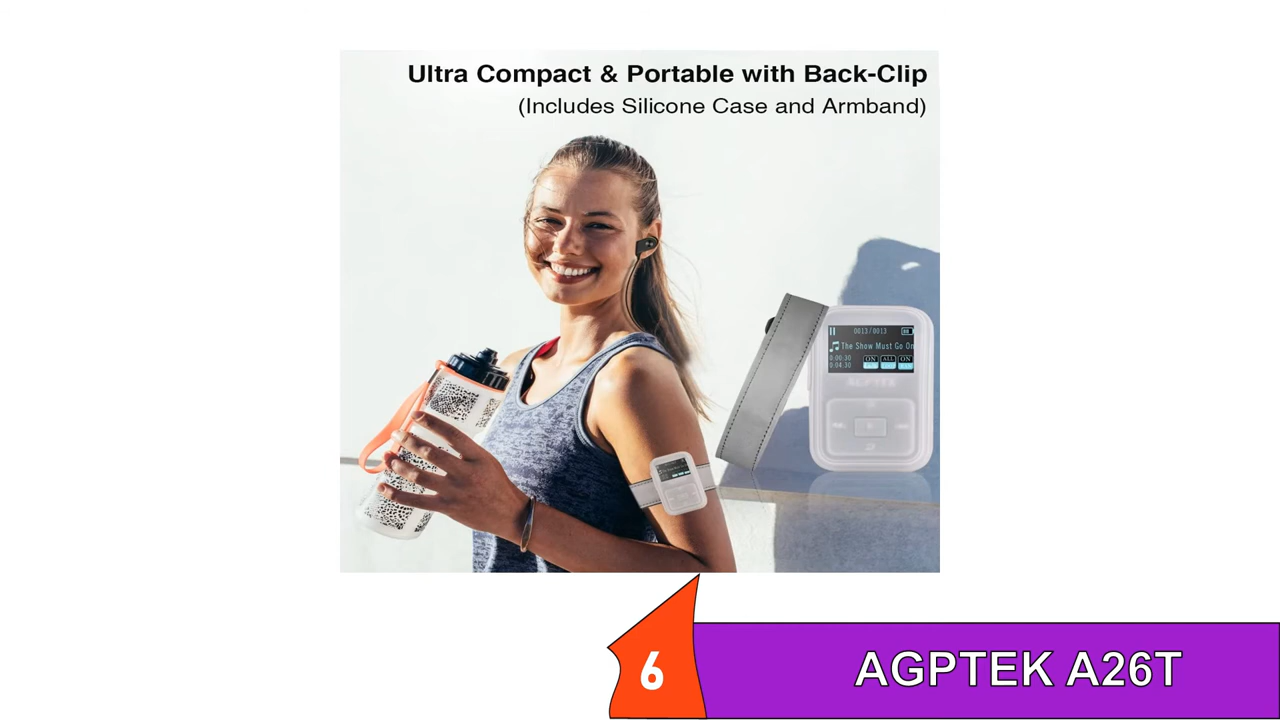 Ultra Compact & Portable with Back-Clip
(Includes Silicone Case and Armband)
0013/0013
The Show Must Go On
0:00:30
0:04:30
ON ALL ON
AGPTEK
6
AGPTEK A26T